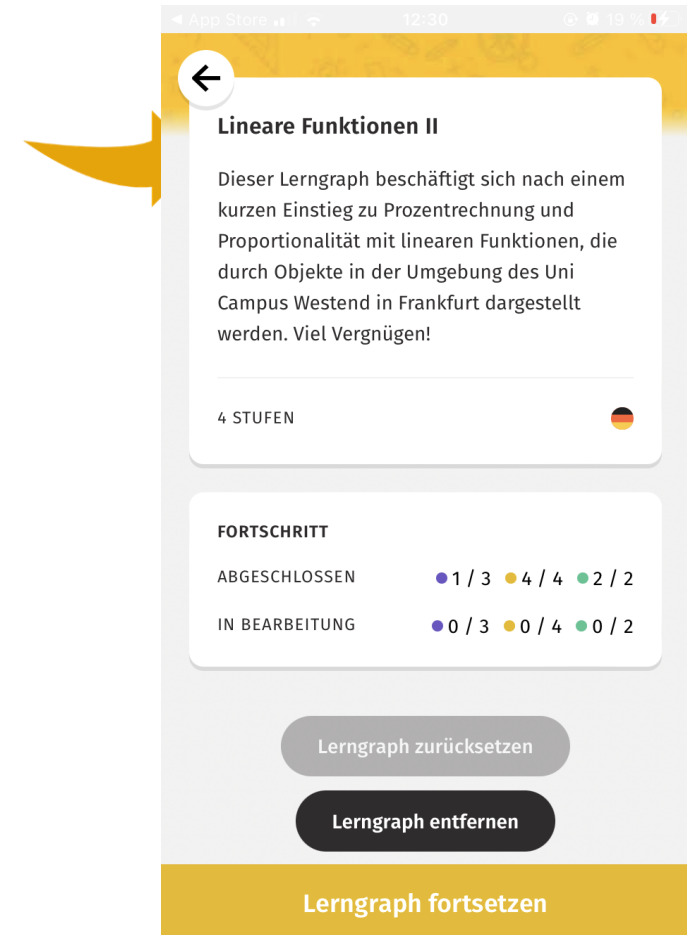 App Store 12:30 19 %
Lineare Funktionen II
Dieser Lerngraph beschäftigt sich nach einem
kurzen Einstieg zu Prozentrechnung und
Proportionalität mit linearen Funktionen, die
durch Objekte in der Umgebung des Uni
Campus Westend in Frankfurt dargestellt
werden. Viel Vergnügen!
4 STUFEN
FORTSCHRITT
ABGESCHLOSSEN 1 / 3 4 / 4 2 / 2
IN BEARBEITUNG 0 / 3 0 / 4 0 / 2
Lerngraph zurücksetzen
Lerngraph entfernen
Lerngraph fortsetzen